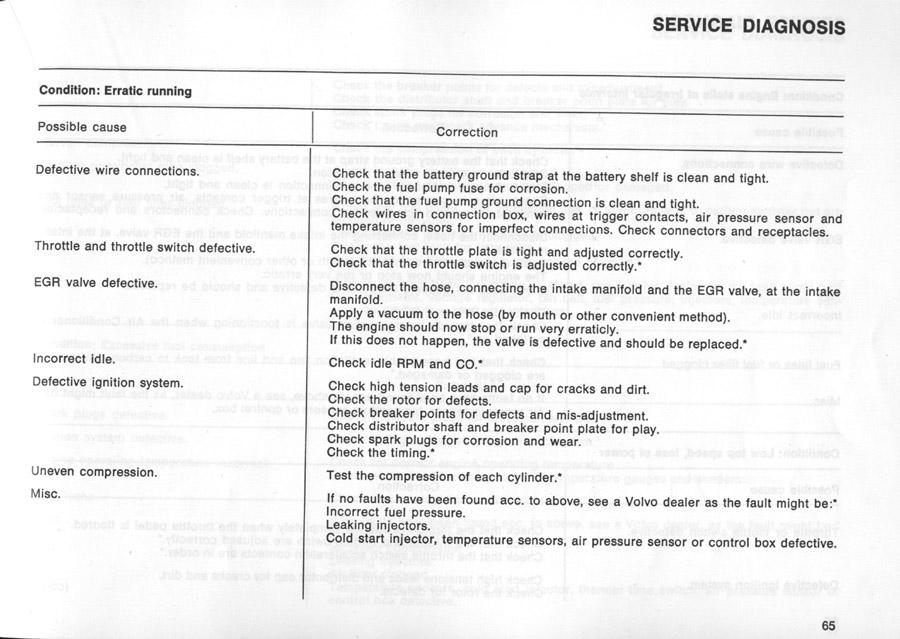 SERVICE DIAGNOSIS
Condition: Erratic running
Possible cause
Correction
Defective wire connections.
Check that the battery ground strap at the battery shelf is clean and tight.
Check the fuel pump fuse for corrosion.
Check that the fuel pump ground connection is clean and tight.
Check wires in connection box, wires at trigger contacts, air pressure sensor and
temperature sensors for imperfect connections. Check connectors and receptacles.
Throttle and throttle switch defective.
Check that the throttle plate is tight and adjusted correctly.
Check that the throttle switch is adjusted correctly.*
EGR valve defective.
Disconnect the hose, connecting the intake manifold and the EGR valve, at the intake
manifold.
Apply a vacuum to the hose (by mouth or other convenient method).
The engine should now stop or run very erraticly.
If this does not happen, the valve is defective and should be replaced.*
Incorrect idle.
Check idle RPM and CO.*
Defective ignition system.
Check high tension leads and cap for cracks and dirt.
Check the rotor for defects.
Check breaker points for defects and mis-adjustment.
Check distributor shaft and breaker point plate for play.
Check spark plugs for corrosion and wear.
Check the timing.*
Uneven compression.
Test the compression of each cylinder.*
Misc.
If no faults have been found acc. to above, see a Volvo dealer as the fault might be:*
Incorrect fuel pressure.
Leaking injectors.
Cold start injector, temperature sensors, air pressure sensor or control box defective.
65